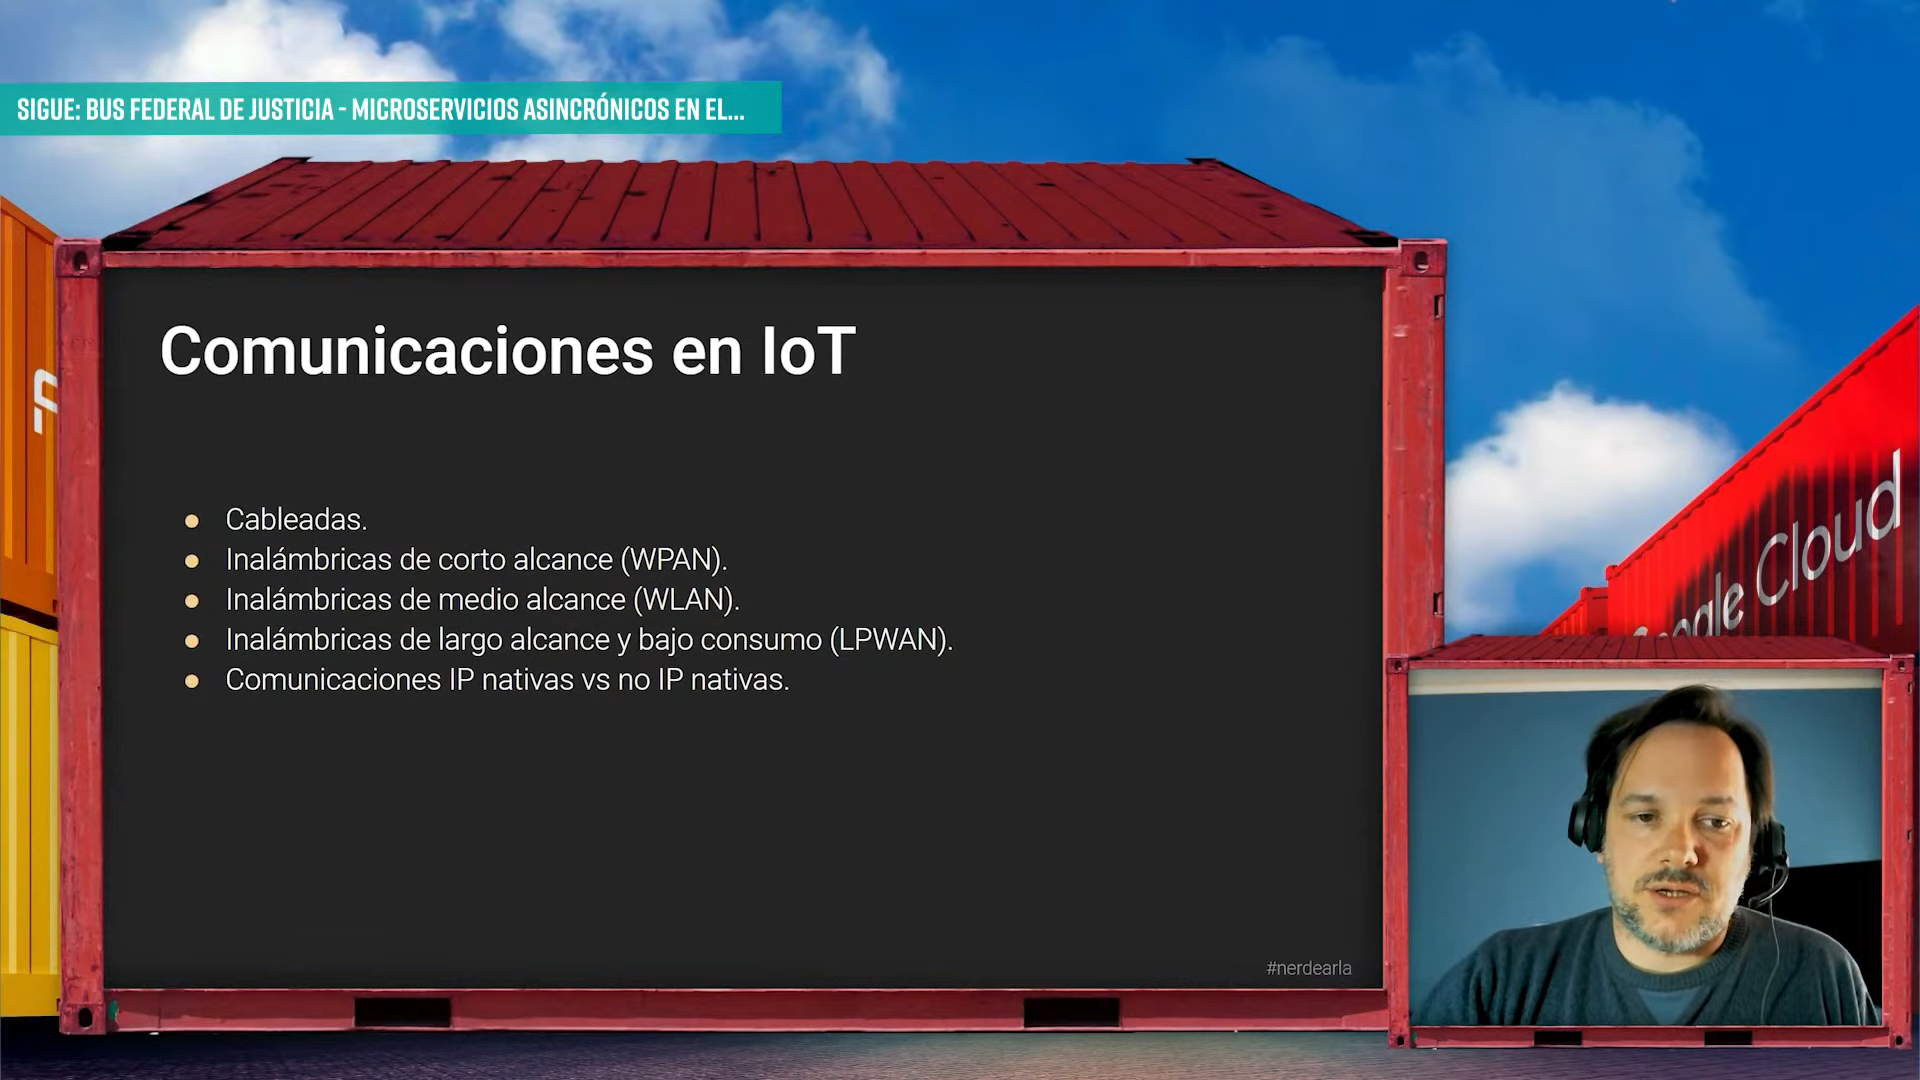 SIGUE: BUS FEDERAL DE JUSTICIA - MICROSERVICIOS ASINCRÓNICOS EN EL...
Comunicaciones en IoT
Cableadas.
Inalámbricas de corto alcance (WPAN).
Inalámbricas de medio alcance (WLAN).
Inalámbricas de largo alcance y bajo consumo (LPWAN).
Comunicaciones IP nativas vs no IP nativas.
#nerdearla
Google Cloud